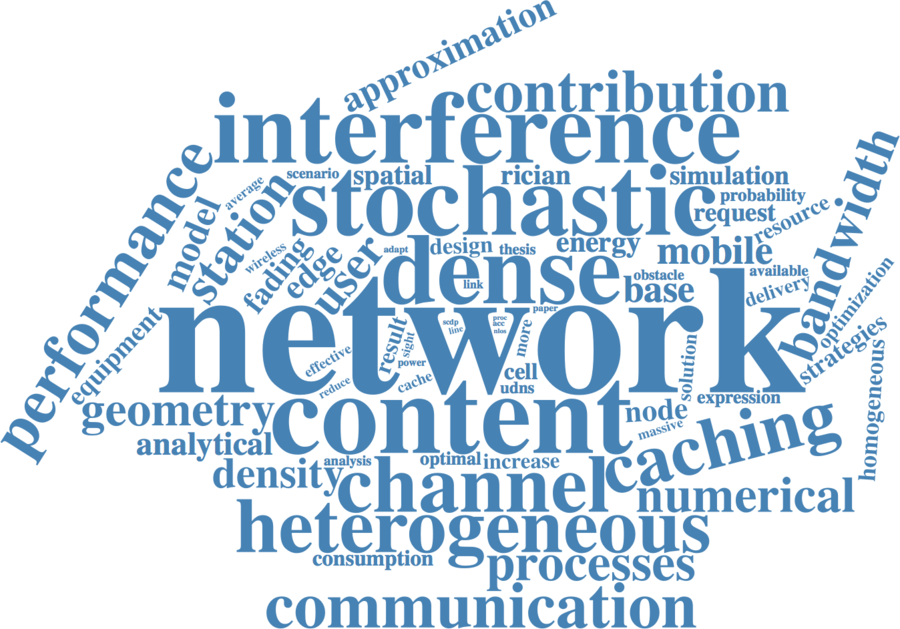 approximation
contribution
interference
performance
scenario
spatial
rician
simulation
average
stochastic
probability
station
model
request
resource
bandwidth
wireless
fading
edge
user
adapt
design
thesis
energy
mobile
dense
link
obstacle
available
base
delivery
optimization
network
equipment
paper
scdp
line
proc
hcc
nlos
more
result
sight
power
effective
reduce
cache
cell
udns
solution
strategies
homogeneous
expression
geometry
content
node
massive
caching
analytical
density
analysis
optimal
increase
channel
numerical
heterogeneous
consumption
processes
communication